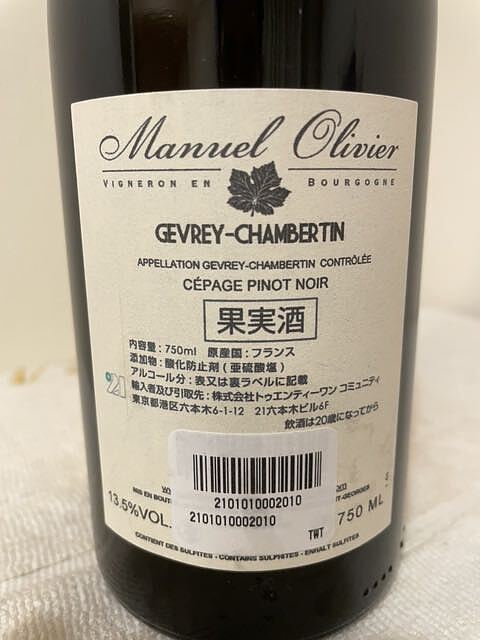 Manuel Olivier
VIGNERON EN BOURGOGNE
GEVREY-CHAMBERTIN
APPELLATION GEVREY-CHAMBERTIN CONTRÔLÉE
CÉPAGE PINOT NOIR
果実酒
内容量:750ml 原産国:フランス
添加物:酸化防止剤(亜硫酸塩)
アルコール分:表又は裏ラベルに記載
輸入者及び引取先:株式会社トゥエンティーワン コミュニティ
東京都港区六本木6-1-12 21六本木ビル6F
飲酒は20歳になってから
21
MIS EN BOUT
T-GEORGES
13.5%VOL.
750 ML
2101010002010
2101010002010
TWT
CONTIENT DES SULFITES - CONTAINS SULPHITES - ENHALT SULFITES